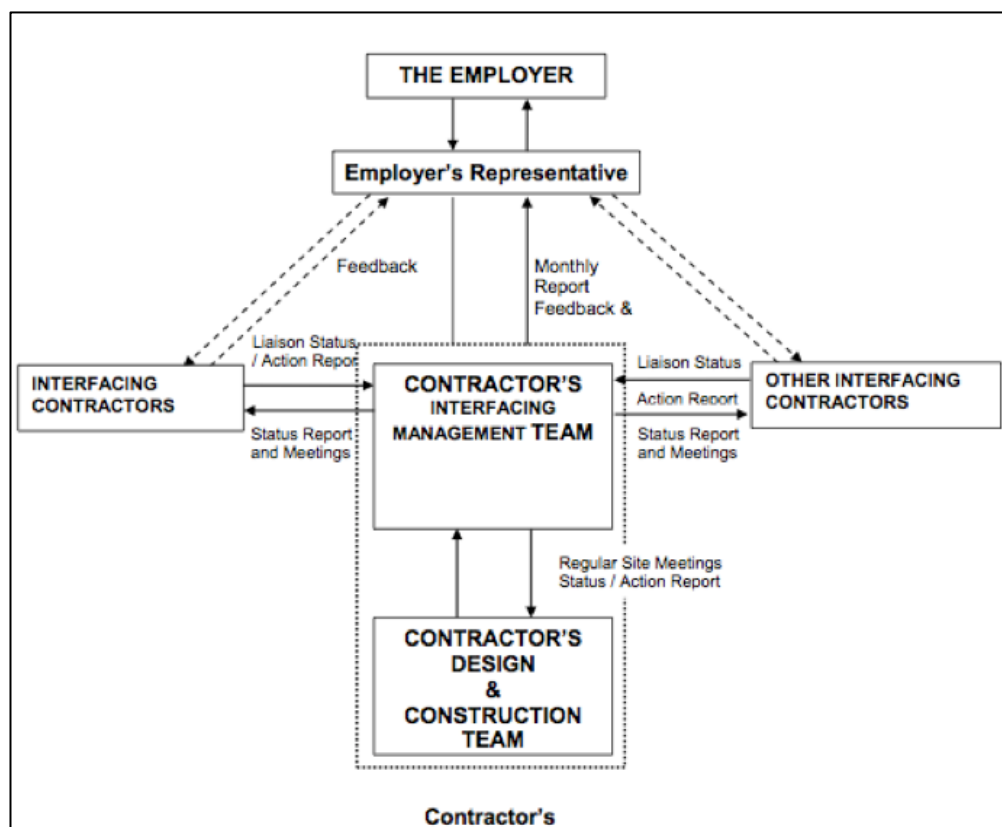 THE EMPLOYER
Employer's Representative
Feedback
Monthly
Report
Feedback &
Liaison Status
/ Action Repor
INTERFACING
CONTRACTORS
Status Report
and Meetings
CONTRACTOR'S
INTERFACING
MANAGEMENT TEAM
Liaison Status
Action Report
Status Report
and Meetings
OTHER INTERFACING
CONTRACTORS
Regular Site Meetings
Status / Action Report
CONTRACTOR'S
DESIGN
&
CONSTRUCTION
TEAM
Contractor's